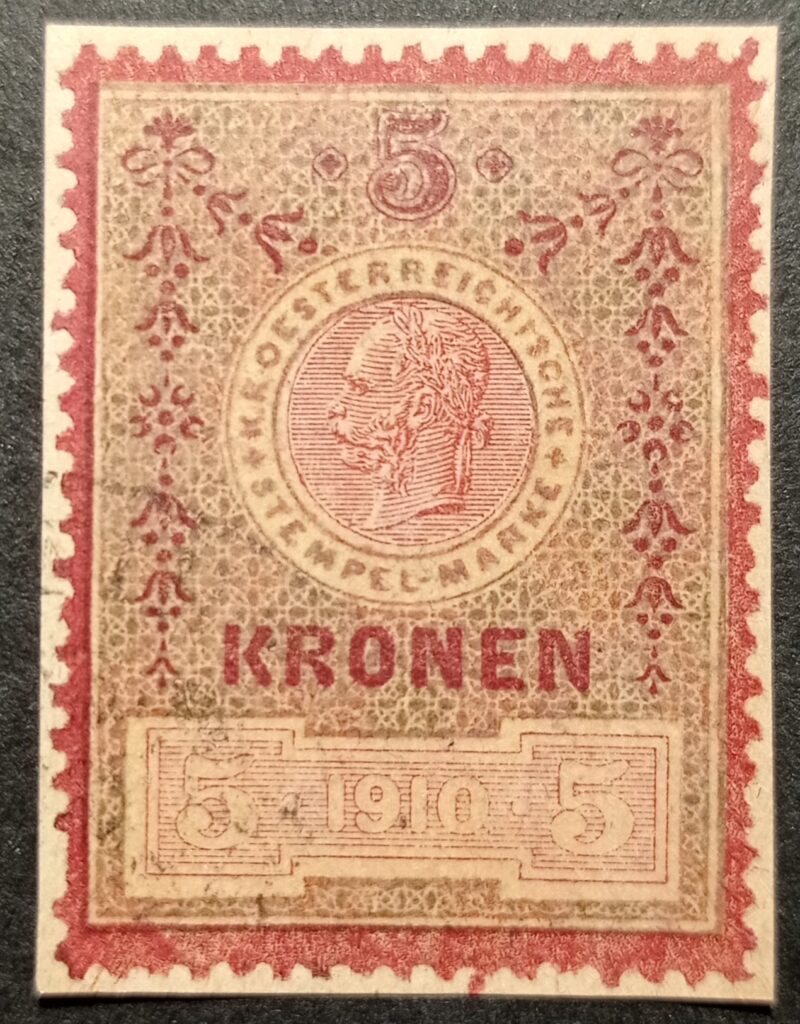 5
K.K. OESTERREICHISCHE
STEMPEL-MARKE
KRONEN
5 · 1910 · 5